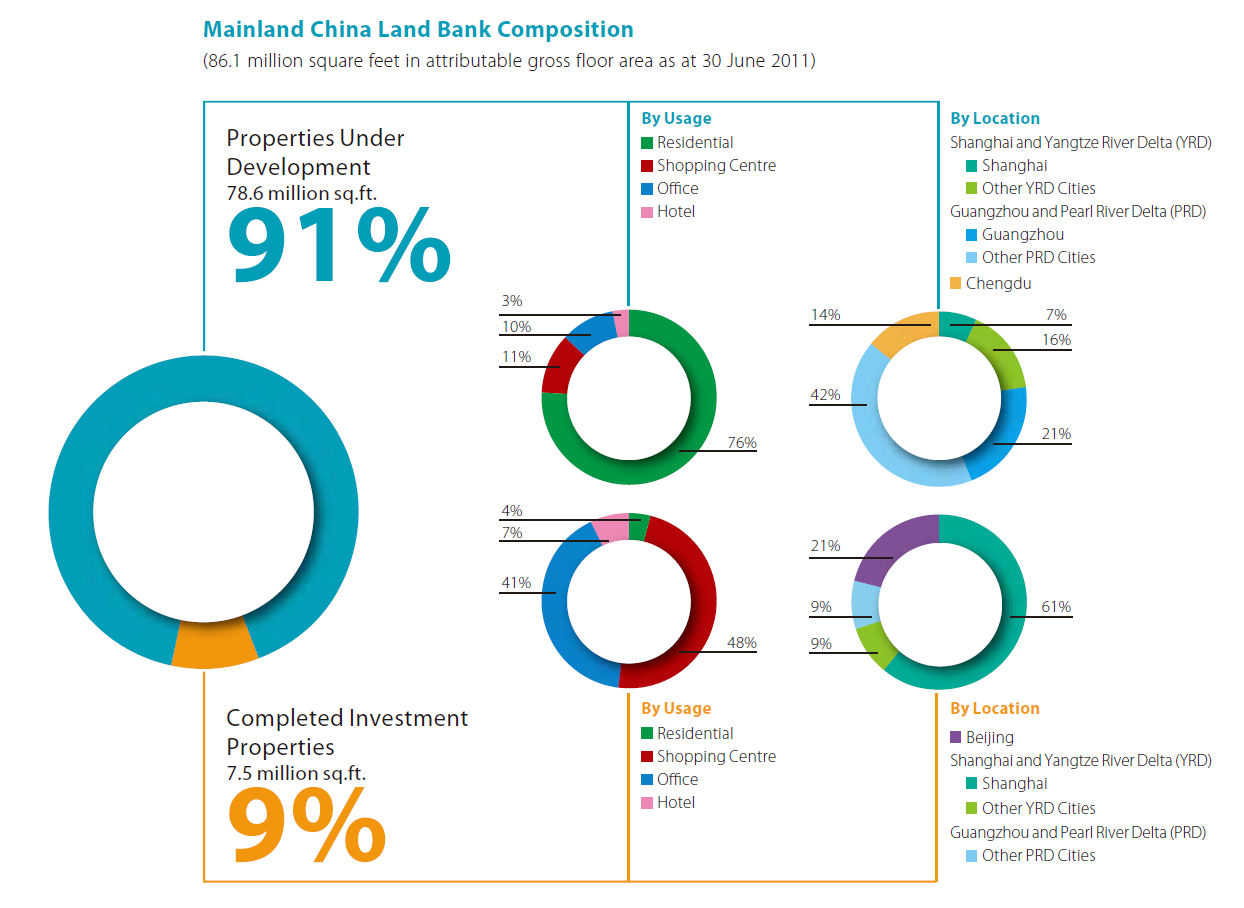 Mainland China Land Bank Composition
(86.1 million square feet in attributable gross floor area as at 30 June 2011)
Properties Under
Development
78.6 million sq.ft.
91%
By Usage
Residential
Shopping Centre
Office
Hotel
By Location
Shanghai and Yangtze River Delta (YRD)
Shanghai
Other YRD Cities
Guangzhou and Pearl River Delta (PRD)
Guangzhou
Other PRD Cities
Chengdu
3%
10%
11%
76%
14%
42%
7%
16%
21%
4%
7%
41%
48%
21%
9%
9%
61%
Completed Investment
Properties
7.5 million sq.ft.
9%
By Usage
Residential
Shopping Centre
Office
Hotel
By Location
Beijing
Shanghai and Yangtze River Delta (YRD)
Shanghai
Other YRD Cities
Guangzhou and Pearl River Delta (PRD)
Other PRD Cities